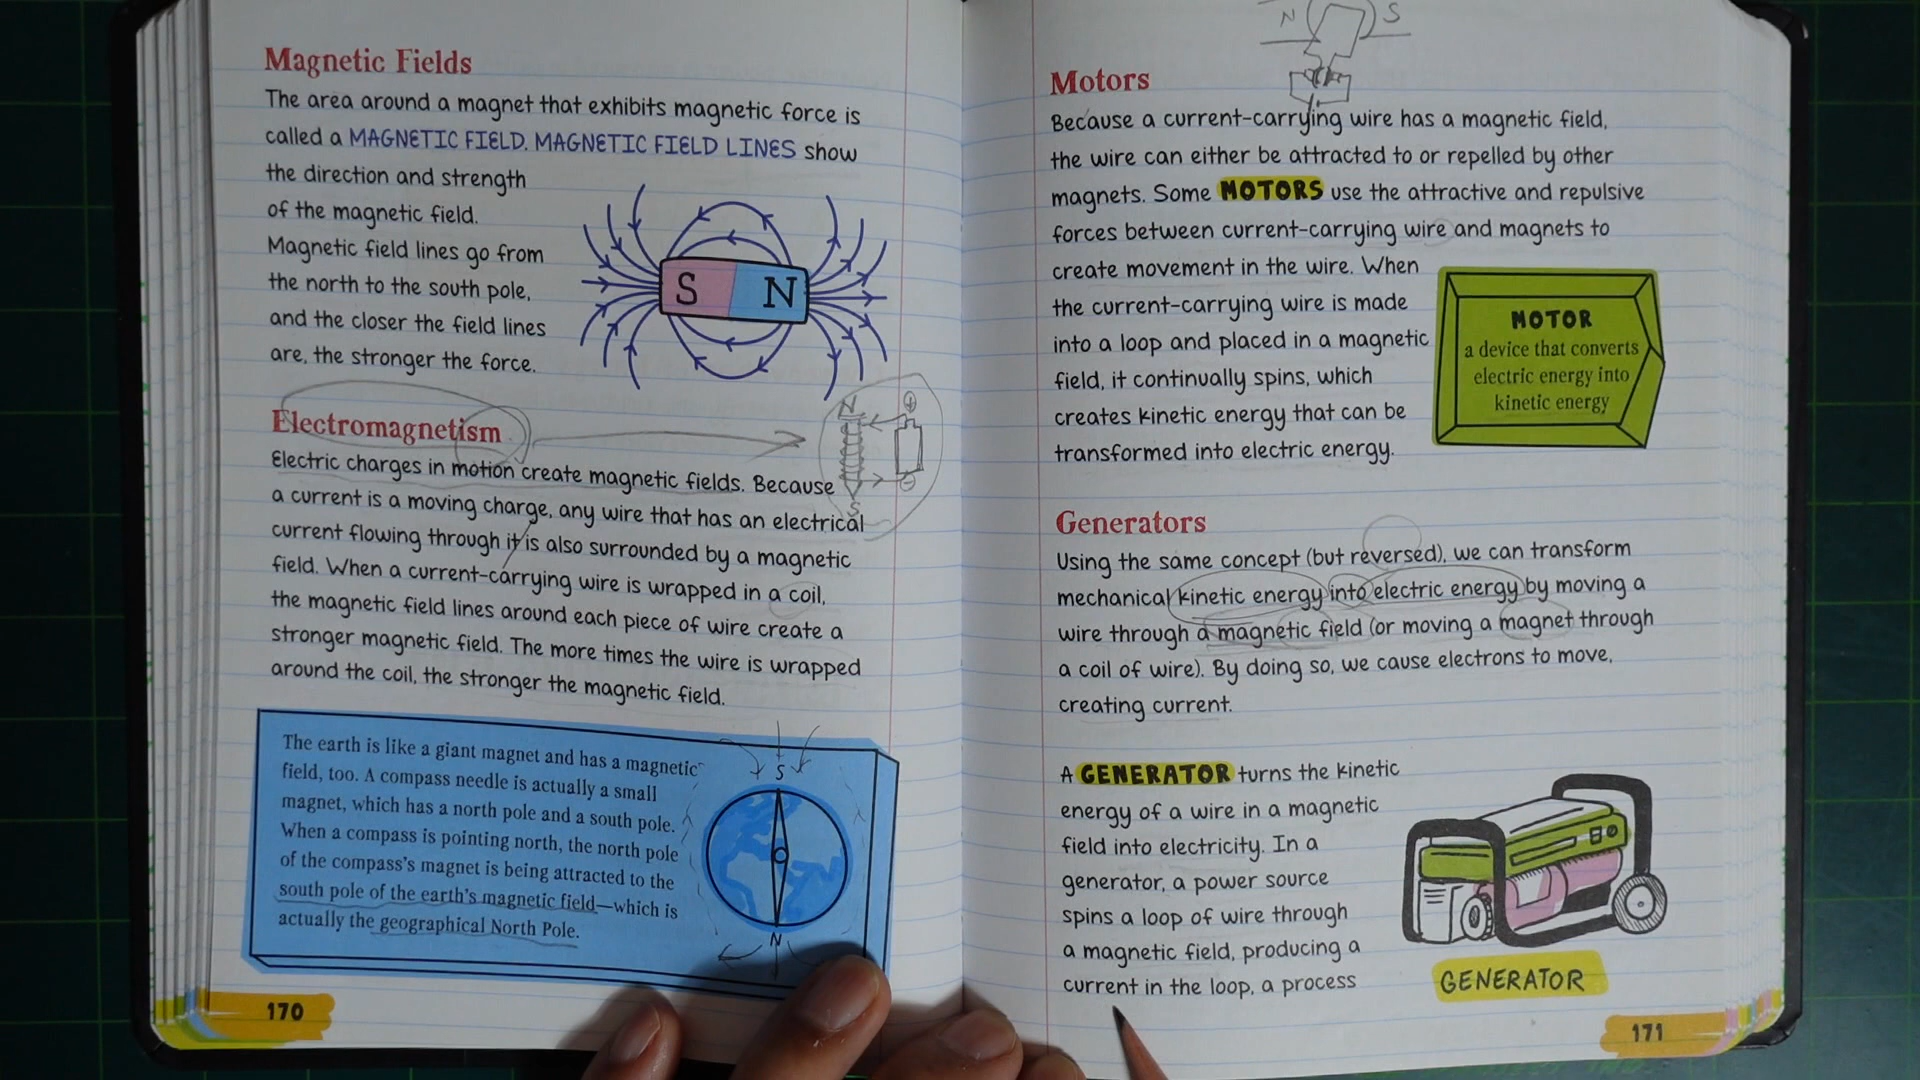 Magnetic Fields
The area around a magnet that exhibits magnetic force is
called a MAGNETIC FIELD. MAGNETIC FIELD LINES show
the direction and strength
of the magnetic field.
Magnetic field lines go from
the north to the south pole,
and the closer the field lines
are, the stronger the force.
S N
Electromagnetism
N
+
-
S
Electric charges in motion create magnetic fields. Because
a current is a moving charge, any wire that has an electrical
current flowing through it is also surrounded by a magnetic
field. When a current-carrying wire is wrapped in a coil,
the magnetic field lines around each piece of wire create a
stronger magnetic field. The more times the wire is wrapped
around the coil, the stronger the magnetic field.
The earth is like a giant magnet and has a magnetic
field, too. A compass needle is actually a small
magnet, which has a north pole and a south pole.
When a compass is pointing north, the north pole
of the compass's magnet is being attracted to the
south pole of the earth's magnetic field—which is
actually the geographical North Pole.
S
N
170
N S
Motors
Because a current-carrying wire has a magnetic field,
the wire can either be attracted to or repelled by other
magnets. Some MOTORS use the attractive and repulsive
forces between current-carrying wire and magnets to
create movement in the wire. When
the current-carrying wire is made
into a loop and placed in a magnetic
field, it continually spins, which
creates kinetic energy that can be
transformed into electric energy.
MOTOR
a device that converts
electric energy into
kinetic energy
Generators
Using the same concept (but reversed), we can transform
mechanical kinetic energy into electric energy by moving a
wire through a magnetic field (or moving a magnet through
a coil of wire). By doing so, we cause electrons to move,
creating current.
A GENERATOR turns the kinetic
energy of a wire in a magnetic
field into electricity. In a
generator, a power source
spins a loop of wire through
a magnetic field, producing a
current in the loop, a process
GENERATOR
171